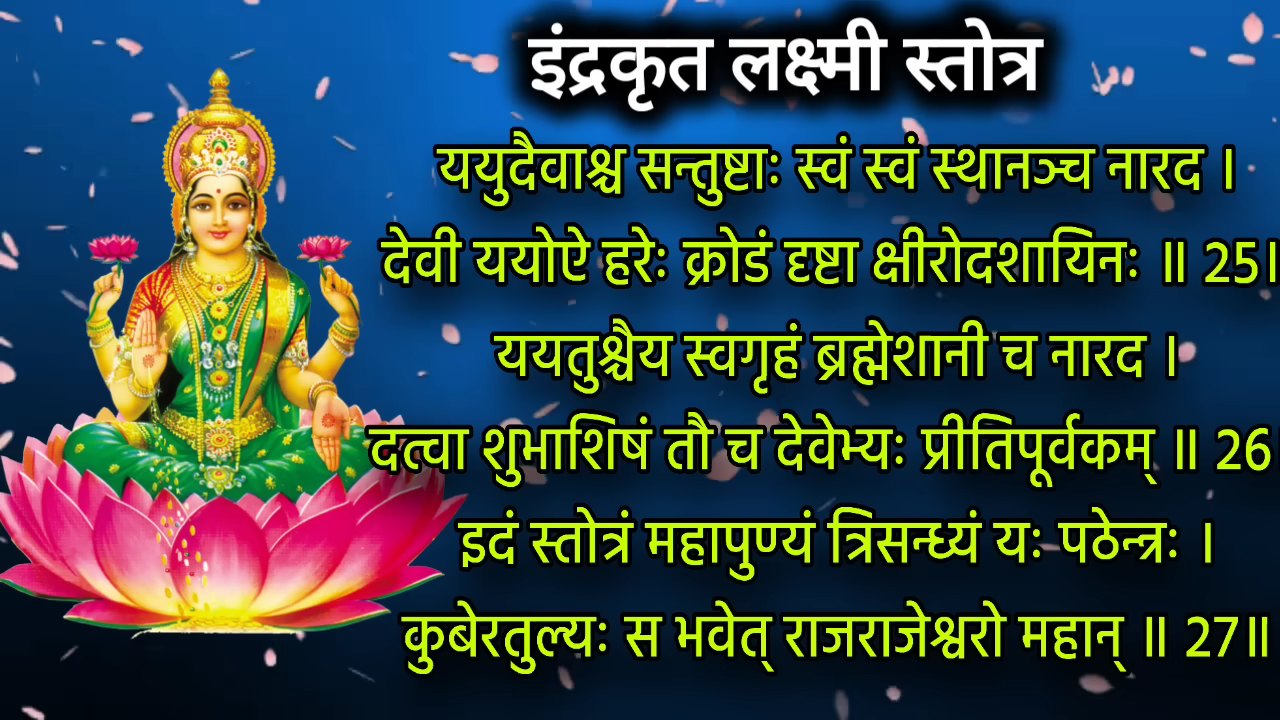 इंद्रकृत लक्ष्मी स्तोत्र
ययुदैवाश्च सन्तुष्टाः स्वं स्वं स्थानञ्च नारद ।
देवी ययोऐ हरेः क्रोडं दृष्टा क्षीरोदशायिनः ॥ 25।
ययतुश्चैय स्वगृहं ब्रह्मेशानी च नारद ।
दत्वा शुभाशिषं तौ च देवेभ्यः प्रीतिपूर्वकम् ॥ 26
इदं स्तोत्रं महापुण्यं त्रिसन्ध्यं यः पठेन्त्रः ।
कुबेरतुल्यः स भवेत् राजराजेश्वरो महान् ॥ 27॥